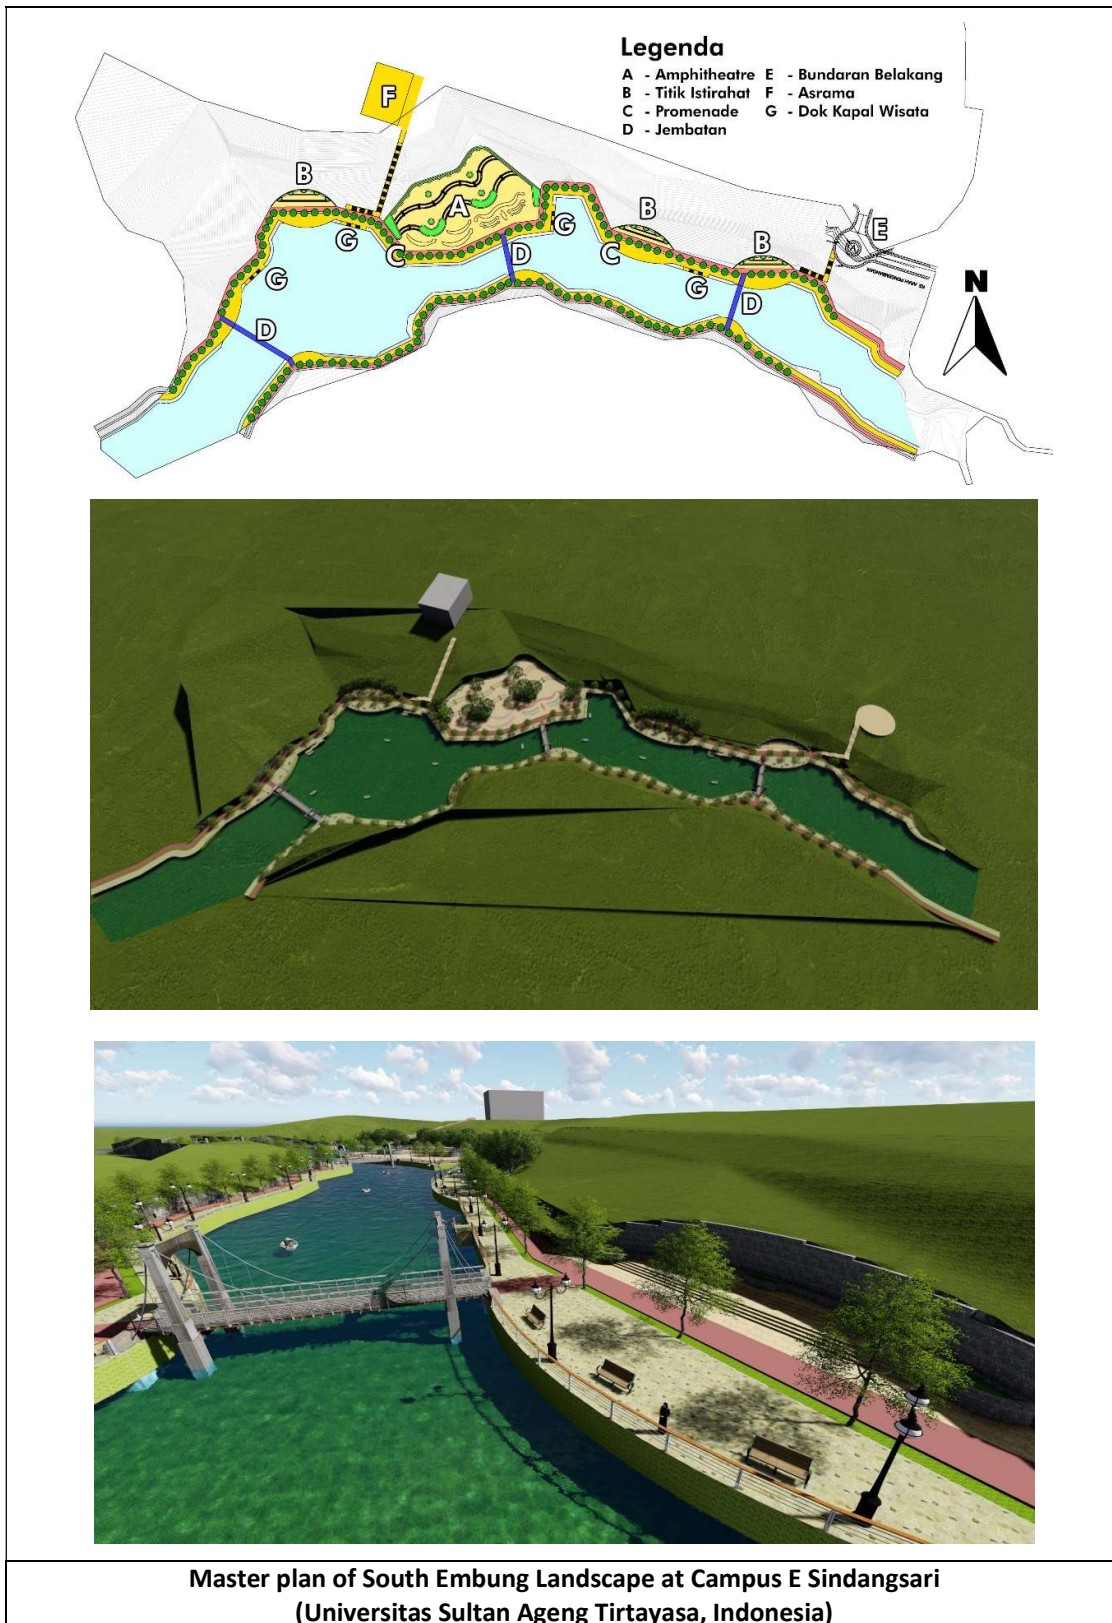 Legenda
A - Amphitheatre E - Bundaran Belakang
B - Titik Istirahat F - Asrama
C - Promenade G - Dok Kapal Wisata
D - Jembatan
F
B
A
B
E
G
C
G
D
C
B
G
D
G
D
N
Master plan of South Embung Landscape at Campus E Sindangsari
(Universitas Sultan Ageng Tirtayasa, Indonesia)